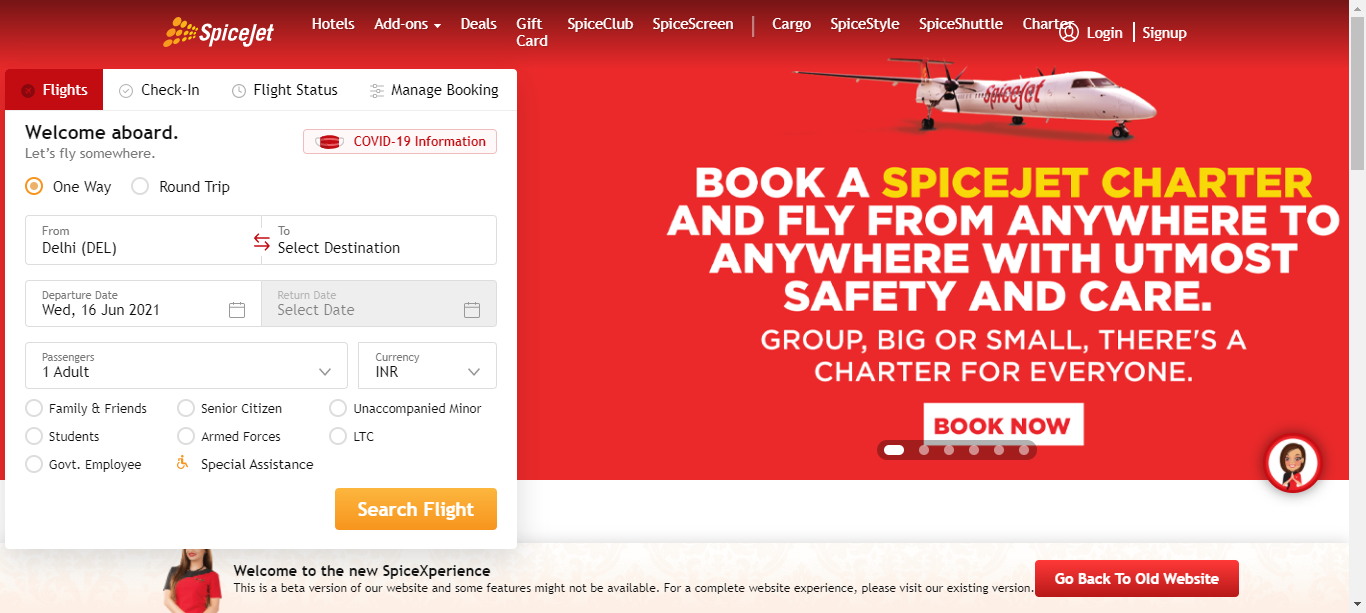 SpiceJet
Hotels Add-ons Deals Gift Card SpiceClub SpiceScreen | Cargo SpiceStyle SpiceShuttle Charter Login | Signup
Flights Check-In Flight Status Manage Booking
Welcome aboard.
Let's fly somewhere.
COVID-19 Information
One Way Round Trip
From
Delhi (DEL)
To
Select Destination
Departure Date
Wed, 16 Jun 2021
Return Date
Select Date
Passengers
1 Adult
Currency
INR
Family & Friends Senior Citizen Unaccompanied Minor
Students Armed Forces LTC
Govt. Employee Special Assistance
Search Flight
SpiceJet
BOOK A SPICEJET CHARTER
AND FLY FROM ANYWHERE TO
ANYWHERE WITH UTMOST
SAFETY AND CARE.
GROUP, BIG OR SMALL, THERE'S A
CHARTER FOR EVERYONE.
BOOK NOW
Welcome to the new SpiceXperience
This is a beta version of our website and some features might not be available. For a complete website experience, please visit our existing version.
Go Back To Old Website